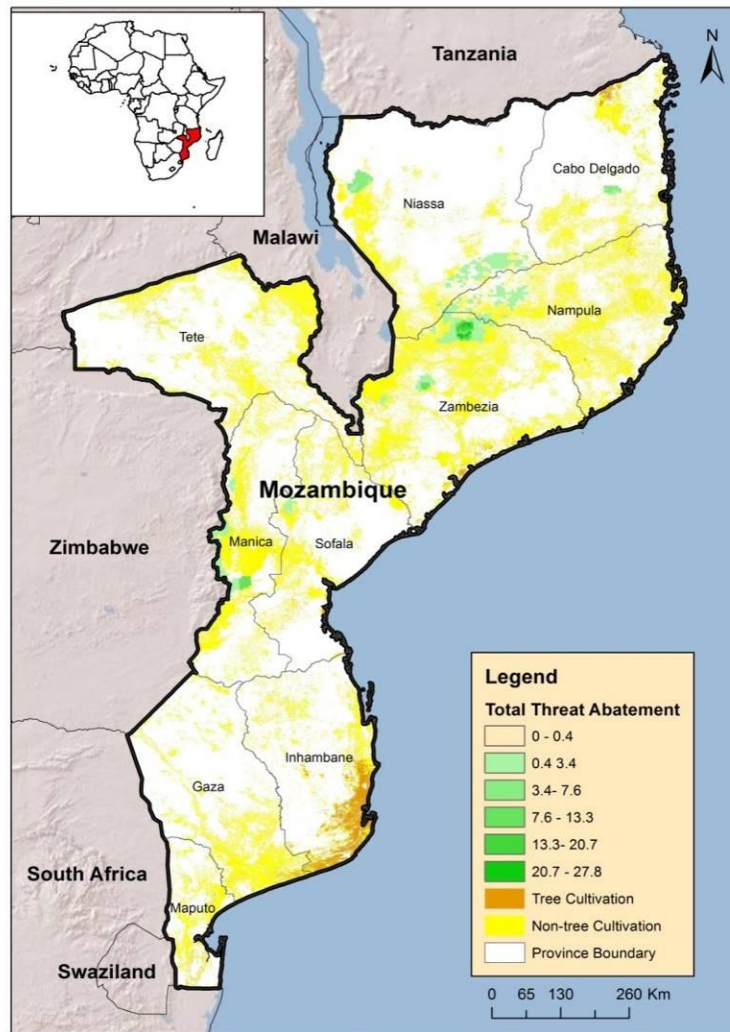 Tanzania
N
Cabo Delgado
Niassa
Malawi
Nampula
Tete
Zambezia
Mozambique
Zimbabwe
Manica
Sofala
Inhambane
Gaza
South Africa
Maputo
Swaziland
Legend
Total Threat Abatement
0 - 0.4
0.4 3.4
3.4- 7.6
7.6 - 13.3
13.3- 20.7
20.7 - 27.8
Tree Cultivation
Non-tree Cultivation
Province Boundary
0 65 130 260 Km